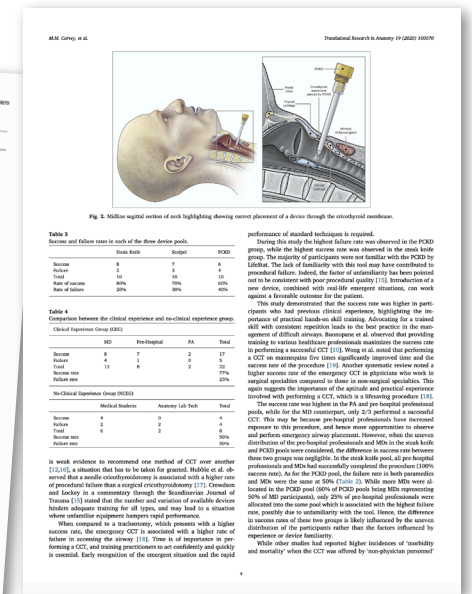 M.M. Carvey, et al.
Translational Research in Anatomy 19 (2020) 100070
PCKD
Cricothyroid
membrane
pierced by PCKD
Thyroid
cartilage
Fig. 2. Midline sagittal section of neck highlighting showing correct placement of a device through the cricothyroid membrane.
Table 3
Success and failure rates in each of the three device pools.
Steak Knife Scalpel PCKD
Success 8 7 6
Failure 2 3 4
Total 10 10 10
Rate of success 80% 70% 60%
Rate of failure 20% 30% 40%
Table 4
Comparison between the clinical experience and no-clinical experience group.
Clinical Experience Group (CEG)
MD Pre-Hospital PA Total
Success 8 7 2 17
Failure 4 1 0 5
Total 12 8 2 22
Success rate 77%
Failure rate 23%
No-Clinical Experience Group (NCEG)
Medical Students Anatomy Lab Tech Total
Success 4 0 4
Failure 2 2 4
Total 6 2 8
Success rate 50%
Failure rate 50%
is weak evidence to recommend one method of CCT over another
[12,16], a situation that has to be taken for granted. Hubble et al. ob-
served that a needle cricothyroidotomy is associated with a higher rate
of procedural failure than a surgical cricothyroidotomy [17]. Crewdson
and Lockey in a commentary through the Scandinavian Journal of
Trauma [15] stated that the number and variation of available devices
hinders adequate training for all types, and may lead to a situation
where unfamiliar equipment hampers rapid performance.
When compared to a tracheotomy, which presents with a higher
success rate, the emergency CCT is associated with a higher rate of
failure in accessing the airway [18]. Time is of importance in per-
forming a CCT, and training practitioners to act confidently and quickly
is essential. Early recognition of the emergent situation and the rapid
performance of standard techniques is required.
During this study the highest failure rate was observed in the PCKD
group, while the highest success rate was observed in the steak knife
group. The majority of participants were not familiar with the PCKD by
LifeStat. The lack of familiarity with this tool may have contributed to
procedural failure. Indeed, the factor of unfamiliarity has been pointed
out to be consistent with poor procedural quality [15]. Introduction of a
new device, combined with real-life emergent situations, can work
against a favorable outcome for the patient.
This study demonstrated that the success rate was higher in parti-
cipants who had previous clinical experience, highlighting the im-
portance of practical hands-on skill training. Advocating for a trained
skill with consistent repetition leads to the best practice in the man-
agement of difficult airways. Buonopane et al. observed that providing
training to various healthcare professionals maximizes the success rate
in performing a successful CCT [10]. Wong et al. noted that performing
a CCT on mannequins five times significantly improved time and the
success rate of the procedure [19]. Another systematic review noted a
higher success rate of the emergency CCT in physicians who work in
surgical specialties compared to those in non-surgical specialties. This
again suggests the importance of the aptitude and practical experience
involved with performing a CCT, which is a lifesaving procedure [18].
The success rate was highest in the PA and pre-hospital professional
pools, while for the MD counterpart, only 2/3 performed a successful
CCT. This may be because pre-hospital professionals have increased
exposure to this procedure, and hence more opportunities to observe
and perform emergency airway placement. However, when the uneven
distribution of the pre-hospital professionals and MDs in the steak knife
and PCKD pools were considered, the difference in success rate between
these two groups was negligible. In the steak knife pool, all pre-hospital
professionals and MDs had successfully completed the procedure (100%
success rate). As for the PCKD pool, the failure rate in both paramedics
and MDs were the same at 50% (Table 2). While more MDs were al-
located in the PCKD pool (60% of PCKD pools being MDs representing
50% of MD participants), only 25% of pre-hospital professionals were
allocated into the same pool which is associated with the highest failure
rate, possibly due to unfamiliarity with the tool. Hence, the difference
in success rates of these two groups is likely influenced by the uneven
distribution of the participants rather than the factors influenced by
experience or device familiarity.
While other studies had reported higher incidences of 'morbidity
and mortality' when the CCT was offered by 'non-physician personnel'
4